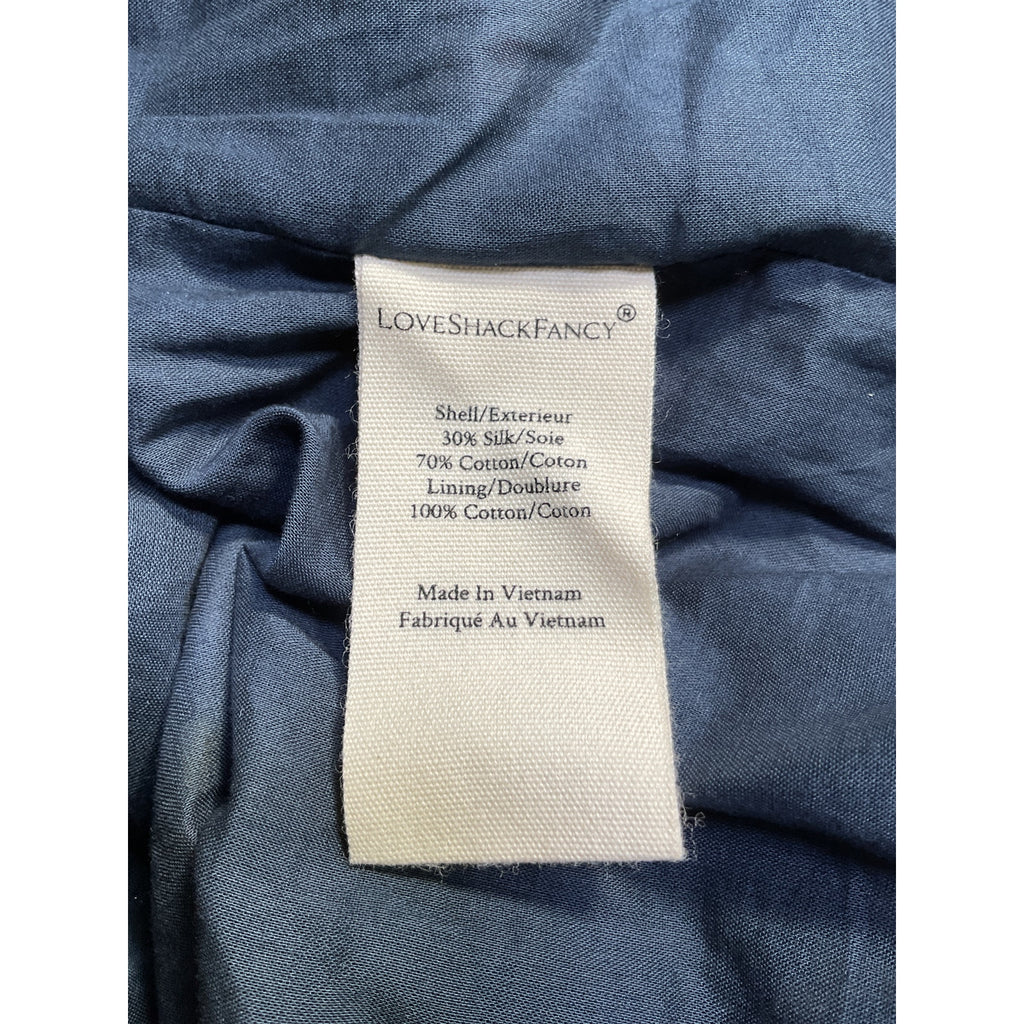 LOVESHACKFANCY®
Shell/Exterieur
30% Silk/Soie
70% Cotton/Coton
Lining/Doublure
100% Cotton/Coton
Made In Vietnam
Fabriqué Au Vietnam